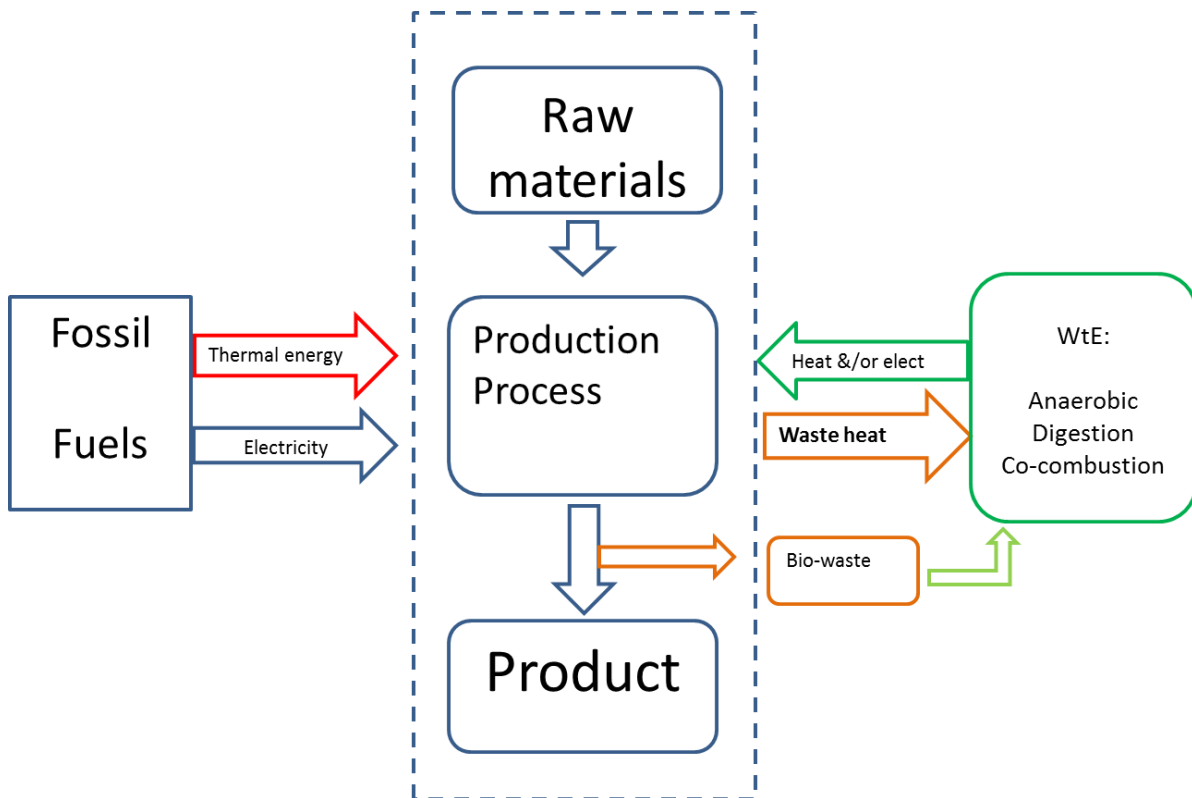 Raw
materials
Fossil
Fuels
Thermal energy
Electricity
Production
Process
Heat &/or elect
Waste heat
WtE:
Anaerobic
Digestion
Co-combustion
Bio-waste
Product